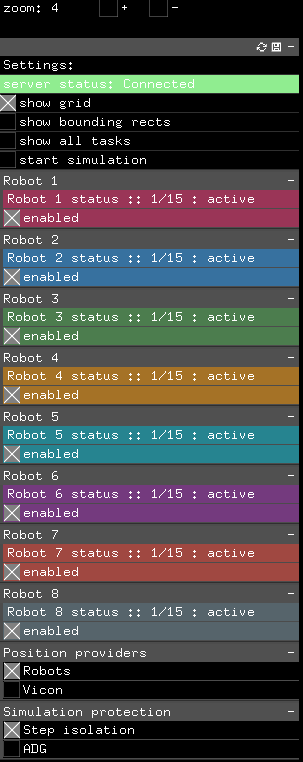 zoom: 4 + -
-
Settings:
server status: Connected
show grid
show bounding rects
show all tasks
start simulation
Robot 1 -
Robot 1 status :: 1/15 : active
enabled
Robot 2 -
Robot 2 status :: 1/15 : active
enabled
Robot 3 -
Robot 3 status :: 1/15 : active
enabled
Robot 4 -
Robot 4 status :: 1/15 : active
enabled
Robot 5 -
Robot 5 status :: 1/15 : active
enabled
Robot 6 -
Robot 6 status :: 1/15 : active
enabled
Robot 7 -
Robot 7 status :: 1/15 : active
enabled
Robot 8 -
Robot 8 status :: 1/15 : active
enabled
Position providers -
Robots
Vicon
Simulation protection -
Step isolation
ADG